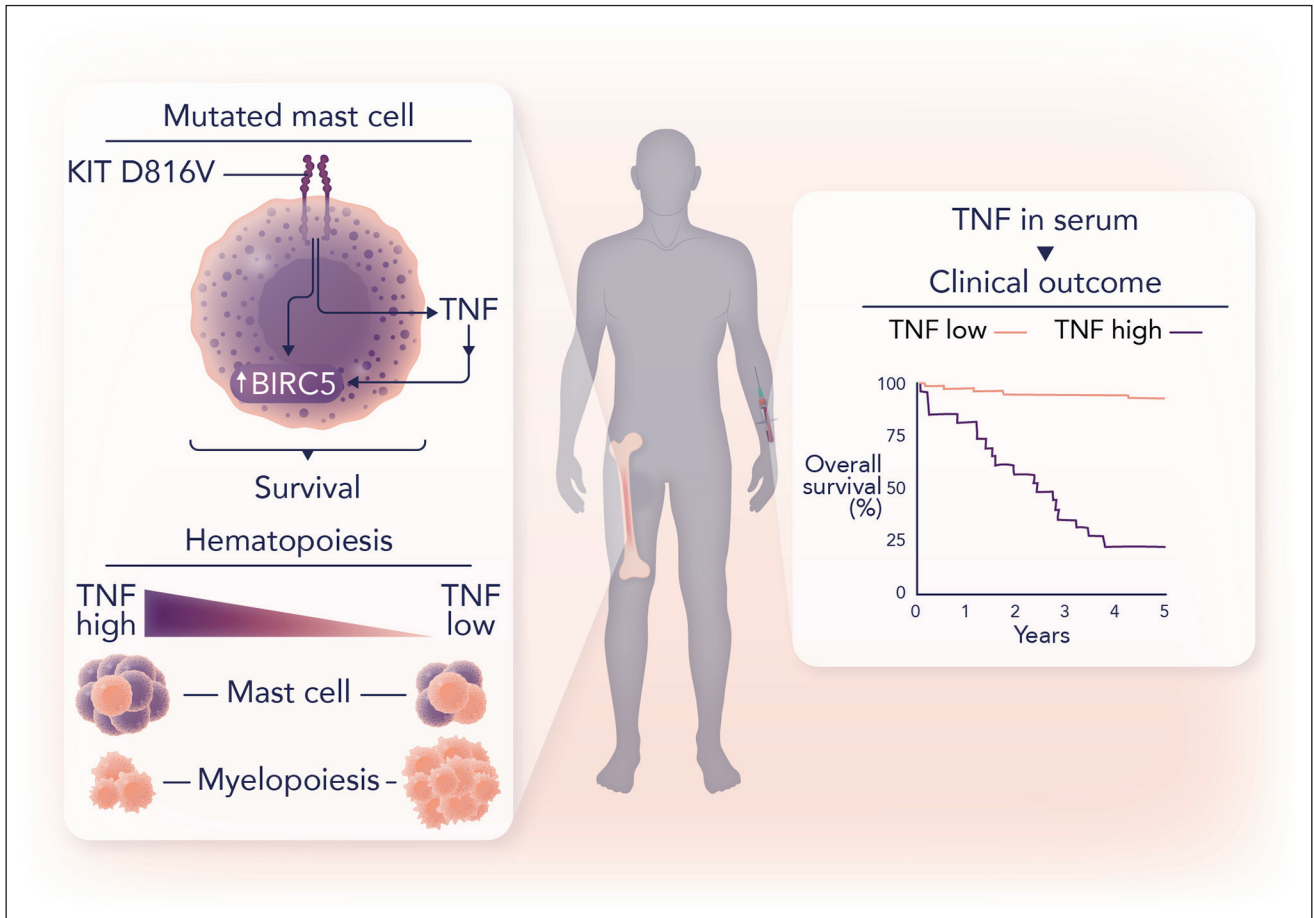 Mutated mast cell
KIT D816V
TNF
↑BIRC5
Survival
Hematopoiesis
TNF
high
TNF
low
Mast cell
Myelopoiesis
TNF in serum
Clinical outcome
TNF low
TNF high
100
75
50
25
0
Overall
survival
(%)
0 1 2 3 4 5
Years